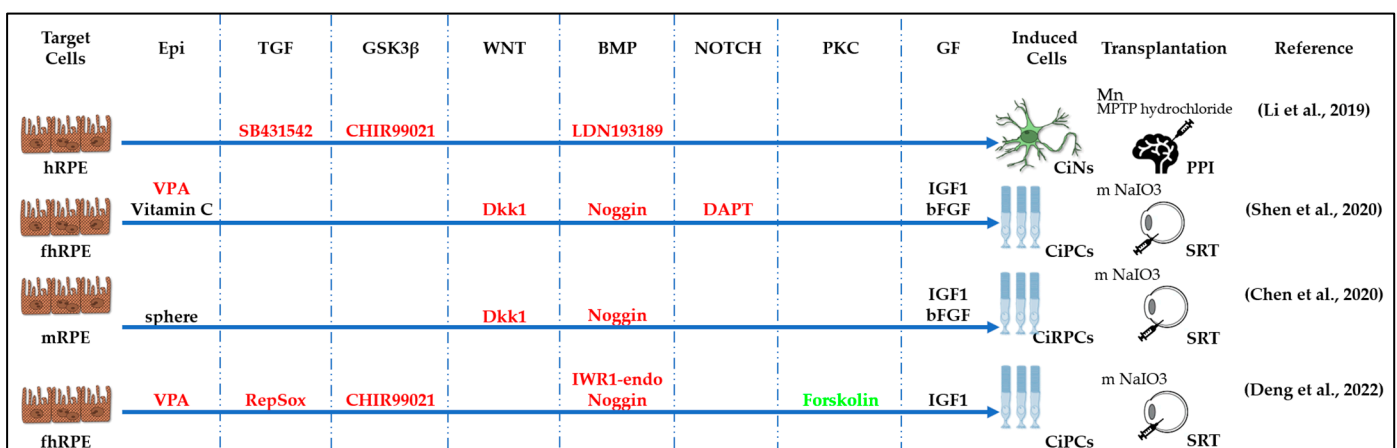 Target Cells Epi TGF GSK3β WNT BMP NOTCH PKC GF Induced Cells Transplantation Reference
Mn
MPTP hydrochloride
SB431542 CHIR99021 LDN193189 (Li et al., 2019)
hRPE CiNs PPI
VPA IGF1 m NaIO3
Vitamin C Dkk1 Noggin DAPT bFGF (Shen et al., 2020)
fhRPE CiPCs SRT
IGF1 m NaIO3
sphere Dkk1 Noggin bFGF (Chen et al., 2020)
mRPE CiRPCs SRT
IWR1-endo m NaIO3
VPA RepSox CHIR99021 Noggin Forskolin IGF1 (Deng et al., 2022)
fhRPE CiPCs SRT